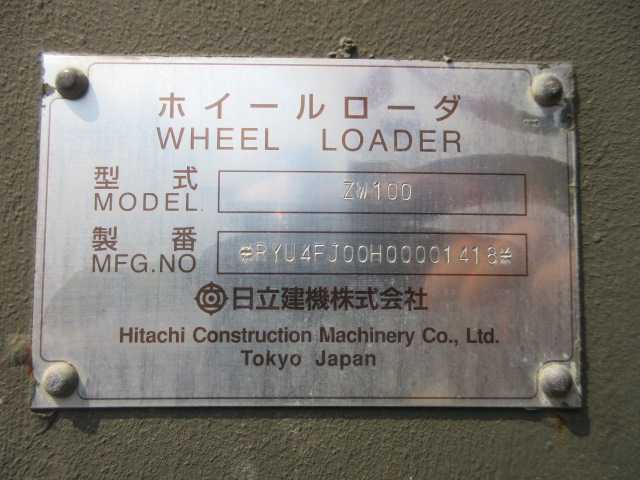 ホイールローダ
WHEEL LOADER
型式 ZW100
MODEL
製番 *RYU4FJ00H00001418*
MFG.NO
日立建機株式会社
Hitachi Construction Machinery Co., Ltd.
Tokyo Japan